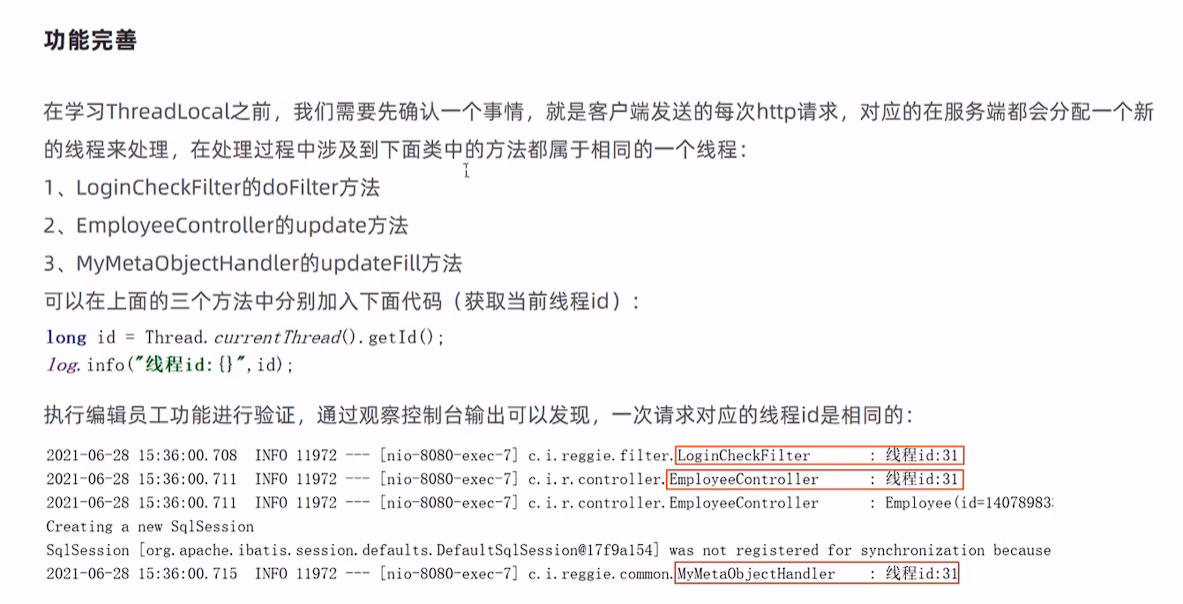 功能完善
在学习ThreadLocal之前，我们需要先确认一个事情，就是客户端发送的每次http请求，对应的在服务端都会分配一个新
的线程来处理，在处理过程中涉及到下面类中的方法都属于相同的一个线程：
1、LoginCheckFilter的doFilter方法
2、EmployeeController的update方法
3、MyMetaObjectHandler的updateFill方法
可以在上面的三个方法中分别加入下面代码（获取当前线程id）：
long id = Thread.currentThread().getId();
log.info("线程id:{}",id);
执行编辑员工功能进行验证，通过观察控制台输出可以发现，一次请求对应的线程id是相同的：
2021-06-28 15:36:00.708  INFO 11972 --- [nio-8080-exec-7] c.i.reggie.filter.LoginCheckFilter       : 线程id:31
2021-06-28 15:36:00.711  INFO 11972 --- [nio-8080-exec-7] c.i.r.controller.EmployeeController      : 线程id:31
2021-06-28 15:36:00.711  INFO 11972 --- [nio-8080-exec-7] c.i.r.controller.EmployeeController      : Employee(id=14078983
Creating a new SqlSession
SqlSession [org.apache.ibatis.session.defaults.DefaultSqlSession@17f9a154] was not registered for synchronization because
2021-06-28 15:36:00.715  INFO 11972 --- [nio-8080-exec-7] c.i.reggie.common.MyMetaObjectHandler    : 线程id:31